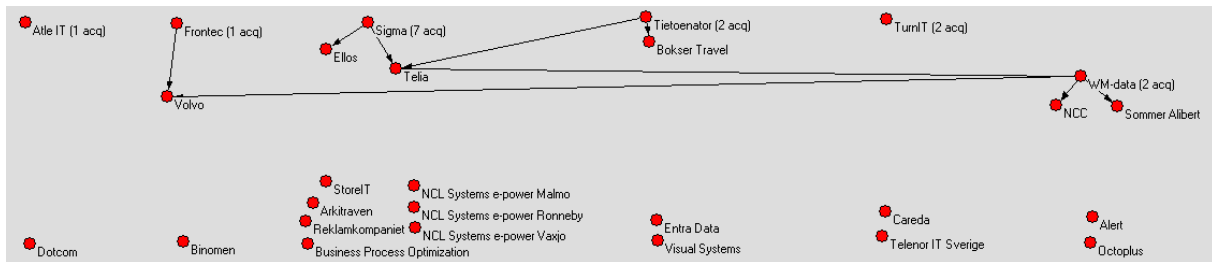 Atle IT (1 acq)
Frontec (1 acq)
Sigma (7 acq)
Tietoenator (2 acq)
TurnIT (2 acq)
Ellos
Bokser Travel
Telia
WM-data (2 acq)
Volvo
NCC
Sommer Alibert
StoreIT
NCL Systems e-power Malmo
Arkitraven
NCL Systems e-power Ronneby
Reklamkompaniet
NCL Systems e-power Vaxjo
Careda
Alert
Entra Data
Dotcom
Binomen
Business Process Optimization
Visual Systems
Telenor IT Sverige
Octoplus